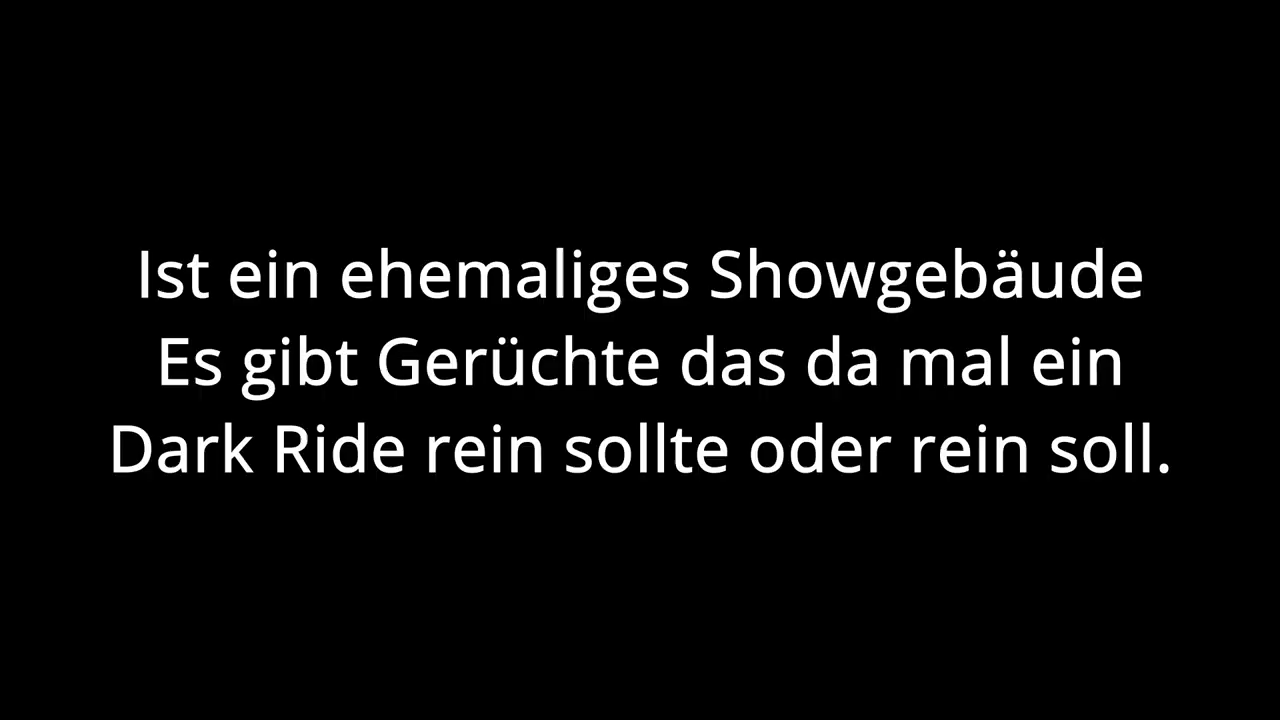 Ist ein ehemaliges Showgebäude
Es gibt Gerüchte das da mal ein
Dark Ride rein sollte oder rein soll.